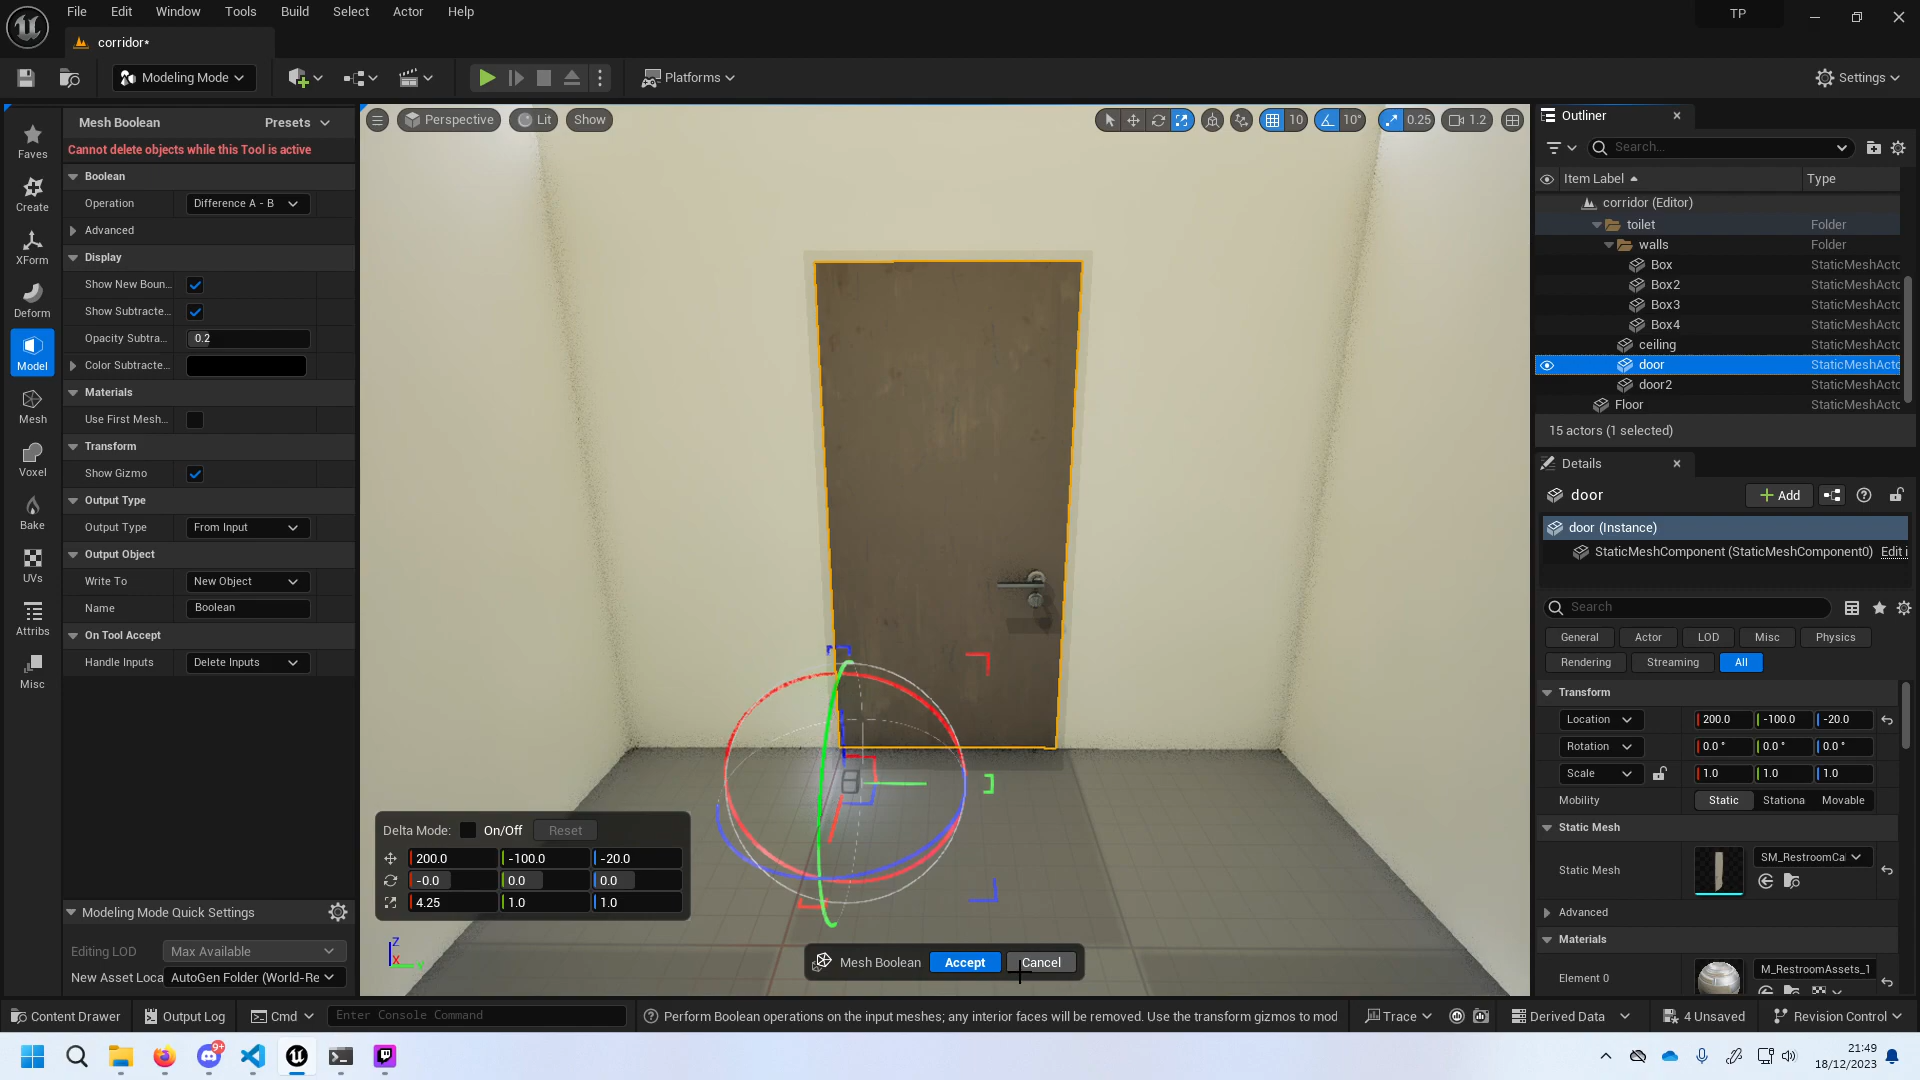 File Edit Window Tools Build Select Actor Help
TP
corridor*
Modeling Mode
Platforms
Settings
Mesh Boolean Presets
Cannot delete objects while this Tool is active
Boolean
Operation Difference A - B
Advanced
Display
Show New Boun...
Show Subtracte...
Opacity Subtra... 0.2
Color Subtracte...
Materials
Use First Mesh...
Transform
Show Gizmo
Output Type
Output Type From Input
Output Object
Write To New Object
Name Boolean
On Tool Accept
Handle Inputs Delete Inputs
Faves
Create
XForm
Deform
Model
Mesh
Voxel
Bake
UVs
Attribs
Misc
Modeling Mode Quick Settings
Editing LOD Max Available
New Asset Loca AutoGen Folder (World-Re
Perspective Lit Show
10 10° 0.25 1.2
Delta Mode: On/Off Reset
200.0 -100.0 -20.0
-0.0 0.0 0.0
4.25 1.0 1.0
Z
X
Mesh Boolean Accept Cancel
Outliner
Search...
Item Label Type
corridor (Editor)
toilet Folder
walls Folder
Box StaticMeshActo
Box2 StaticMeshActo
Box3 StaticMeshActo
Box4 StaticMeshActo
ceiling StaticMeshActo
door StaticMeshActo
door2 StaticMeshActo
Floor StaticMeshActo
15 actors (1 selected)
Details
door Add
door (Instance)
StaticMeshComponent (StaticMeshComponent0) Edit i
Search
General Actor LOD Misc Physics
Rendering Streaming All
Transform
Location 200.0 -100.0 -20.0
Rotation 0.0° 0.0° 0.0°
Scale 1.0 1.0 1.0
Mobility Static Stationa Movable
Static Mesh
Static Mesh SM_RestroomCa
Advanced
Materials
Element 0 M_RestroomAssets_1
Content Drawer Output Log Cmd Enter Console Command Perform Boolean operations on the input meshes; any interior faces will be removed. Use the transform gizmos to mod Trace Derived Data 4 Unsaved Revision Control
9+
21:49
18/12/2023